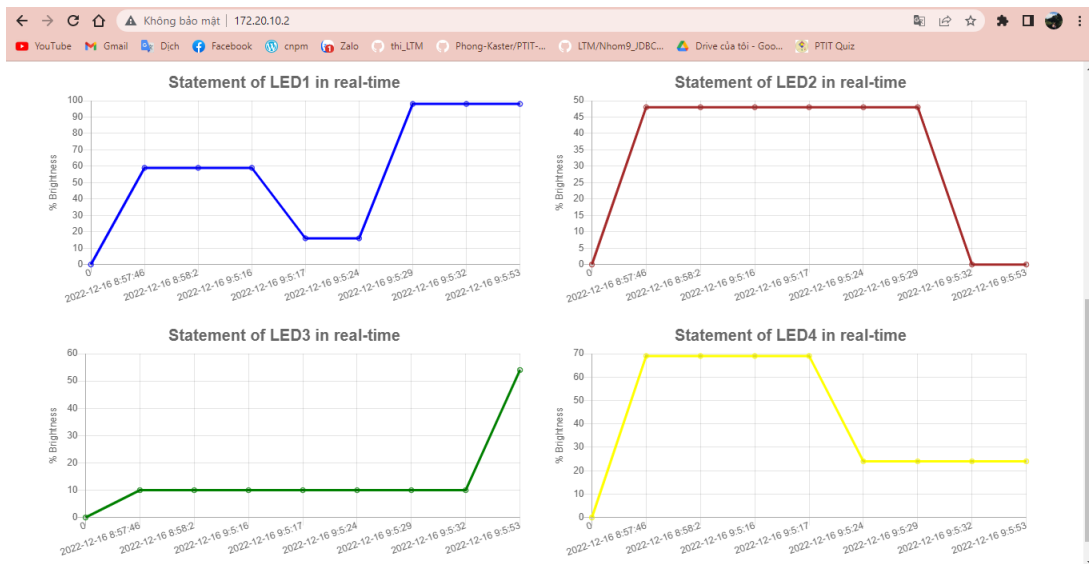 Không bảo mật | 172.20.10.2
YouTube Gmail Dịch Facebook cnpm Zalo thi_LTM Phong-Kaster/PTIT-... LTM/Nhom9_JDBC... Drive của tôi - Goo... PTIT Quiz
Statement of LED1 in real-time
% Brightness
100
90
80
70
60
50
40
30
20
10
0
0 2022-12-16 8:57:46 2022-12-16 8:58:2 2022-12-16 9:5:16 2022-12-16 9:5:17 2022-12-16 9:5:24 2022-12-16 9:5:29 2022-12-16 9:5:32 2022-12-16 9:5:53
Statement of LED2 in real-time
% Brightness
50
45
40
35
30
25
20
15
10
5
0
0 2022-12-16 8:57:46 2022-12-16 8:58:2 2022-12-16 9:5:16 2022-12-16 9:5:17 2022-12-16 9:5:24 2022-12-16 9:5:29 2022-12-16 9:5:32 2022-12-16 9:5:53
Statement of LED3 in real-time
% Brightness
60
50
40
30
20
10
0
0 2022-12-16 8:57:46 2022-12-16 8:58:2 2022-12-16 9:5:16 2022-12-16 9:5:17 2022-12-16 9:5:24 2022-12-16 9:5:29 2022-12-16 9:5:32 2022-12-16 9:5:53
Statement of LED4 in real-time
% Brightness
70
60
50
40
30
20
10
0
0 2022-12-16 8:57:46 2022-12-16 8:58:2 2022-12-16 9:5:16 2022-12-16 9:5:17 2022-12-16 9:5:24 2022-12-16 9:5:29 2022-12-16 9:5:32 2022-12-16 9:5:53